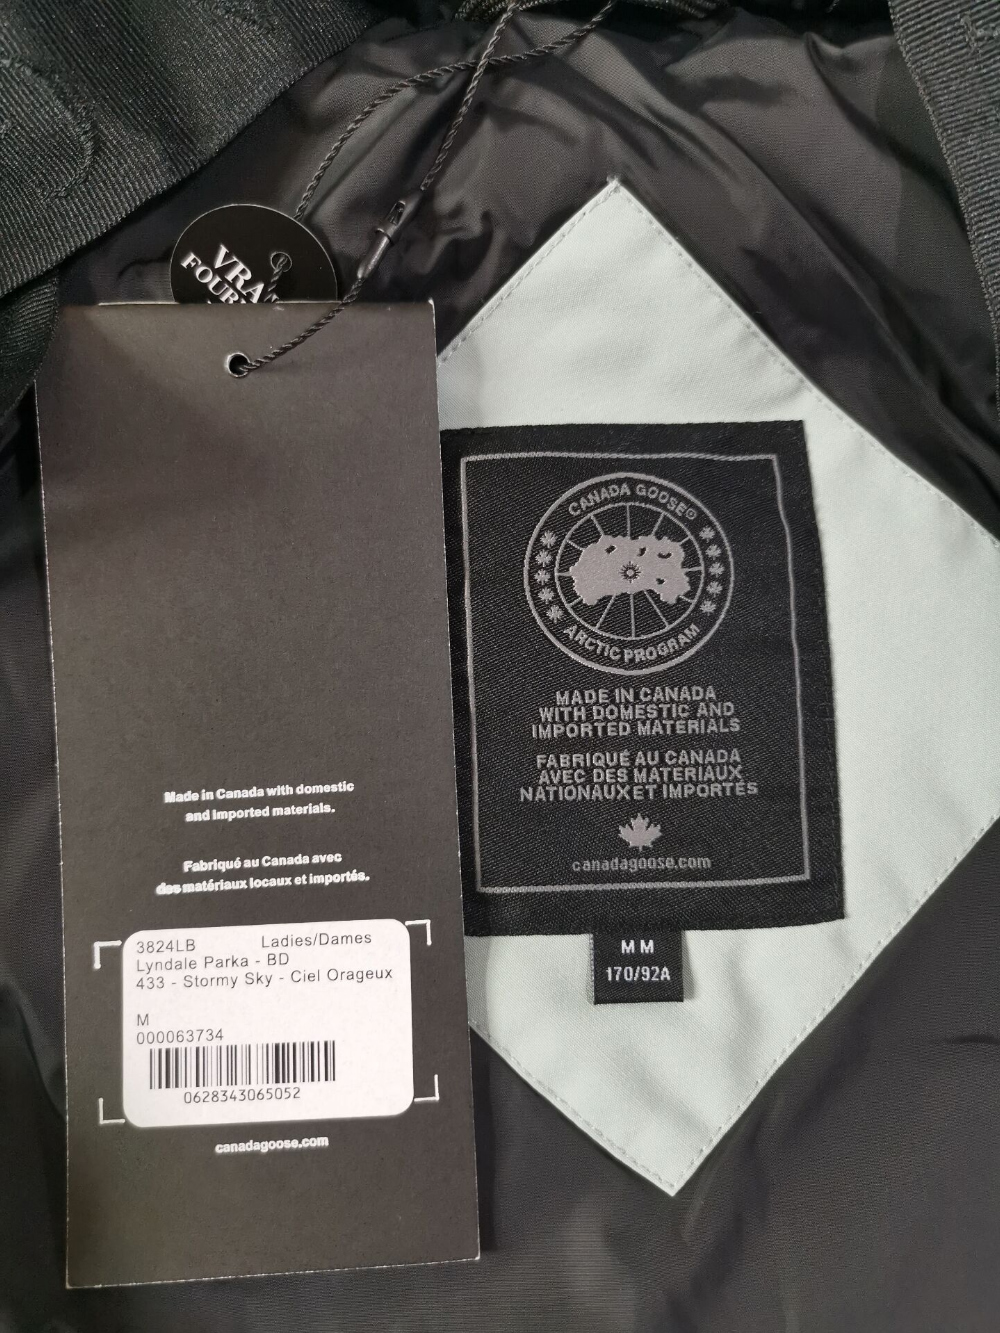 VRA
FOUR
Made in Canada with domestic
and imported materials.
Fabriqué au Canada avec
des matériaux locaux et importés.
3824LB Ladies/Dames
Lyndale Parka - BD
433 - Stormy Sky - Ciel Orageux
M
000063734
0628343065052
canadagoose.com
CANADA GOOSE®
ARCTIC PROGRAM
MADE IN CANADA
WITH DOMESTIC AND
IMPORTED MATERIALS
FABRIQUÉ AU CANADA
AVEC DES MATERIAUX
NATIONAUX ET IMPORTÉS
canadagoose.com
M M
170/92A